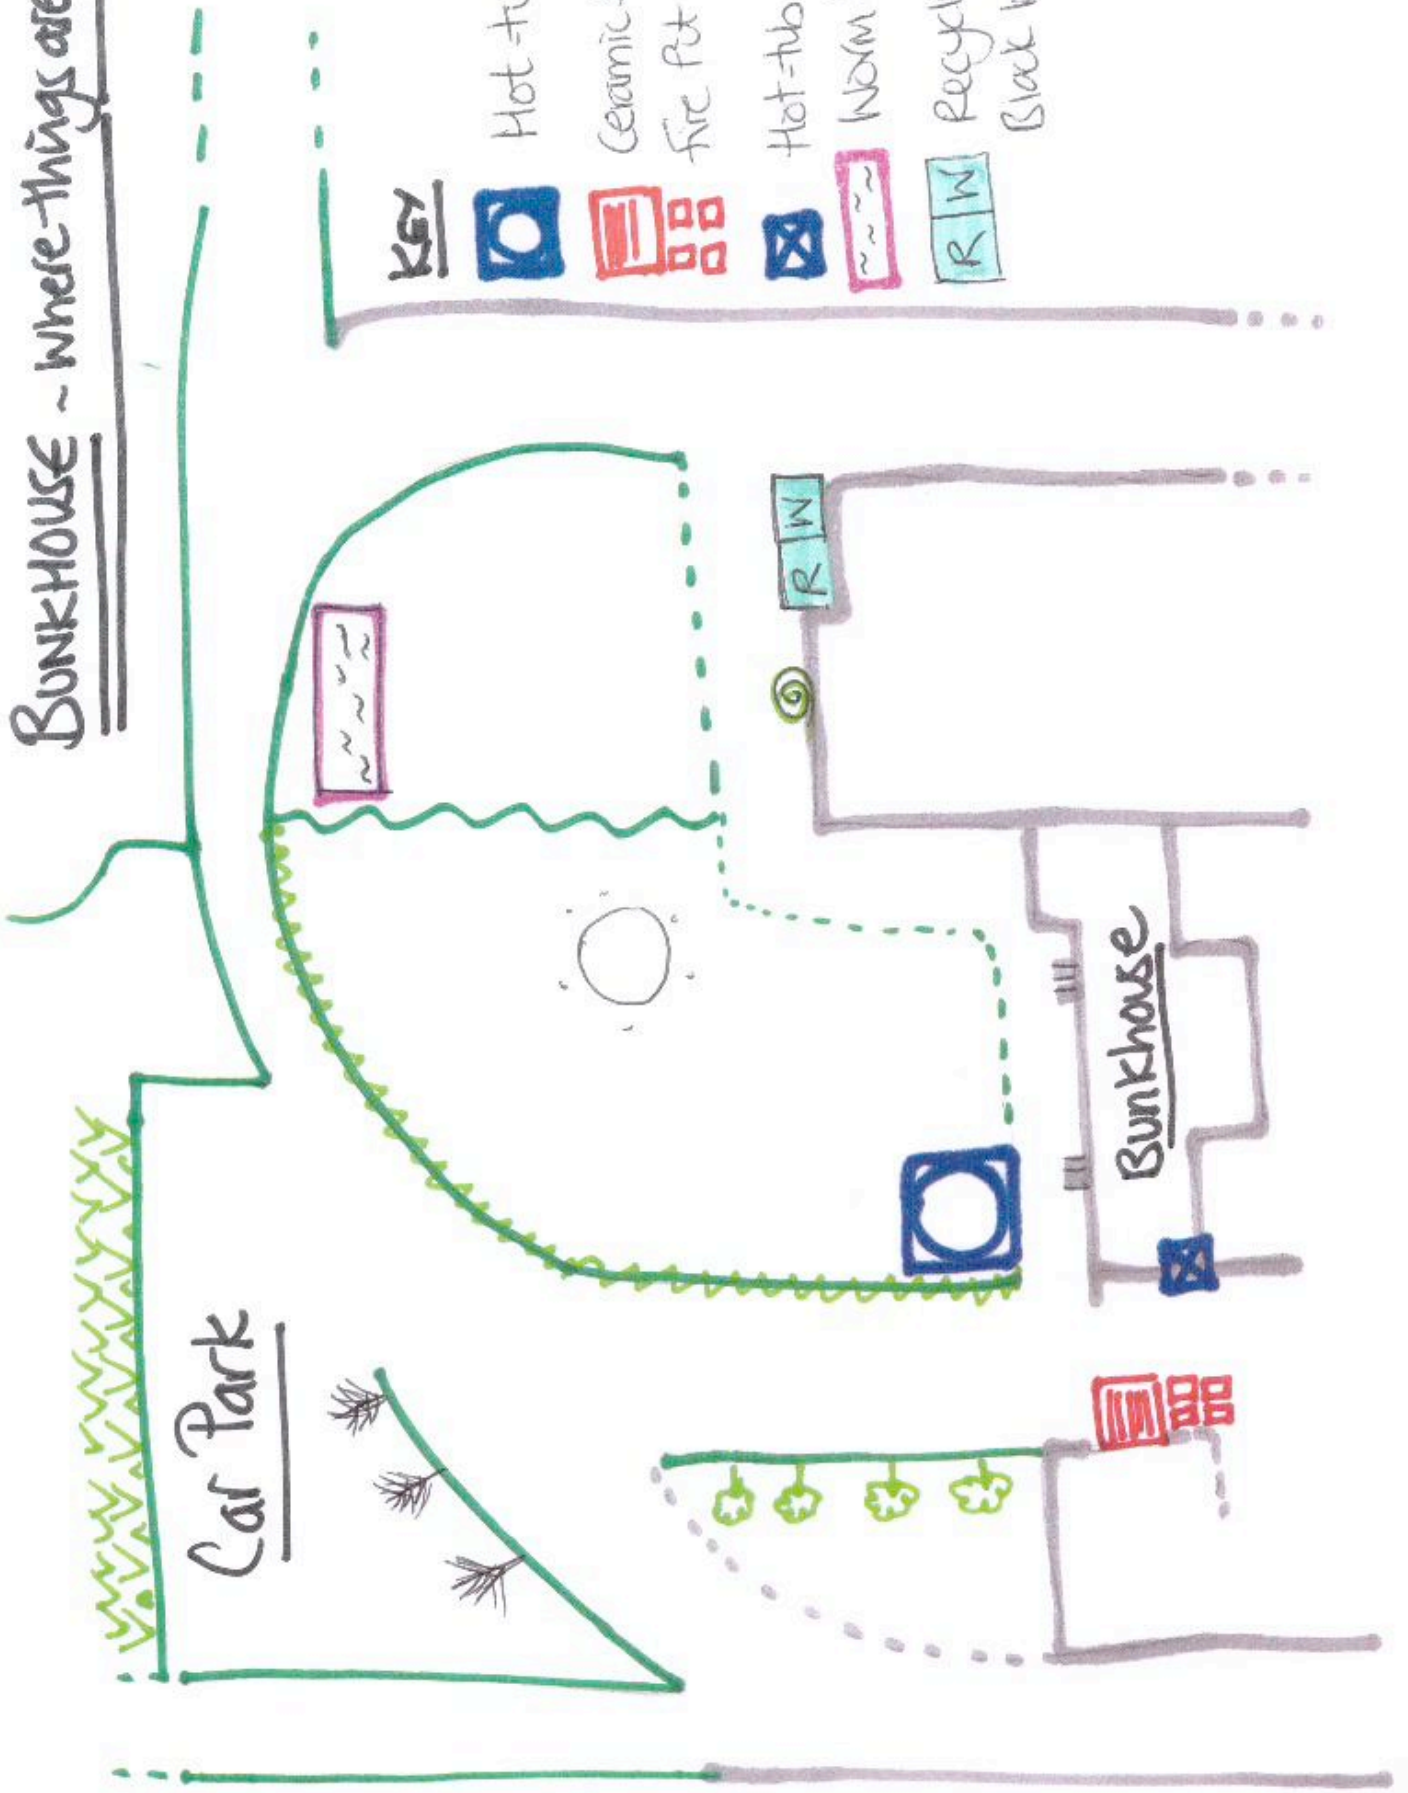 BUNKHOUSE ~ where things are
KEY
Hot-tu
Ceramic
Fire Pit
Hot-tub
Worm
R W
Recycl
Black
R W
Car Park
Bunkhouse